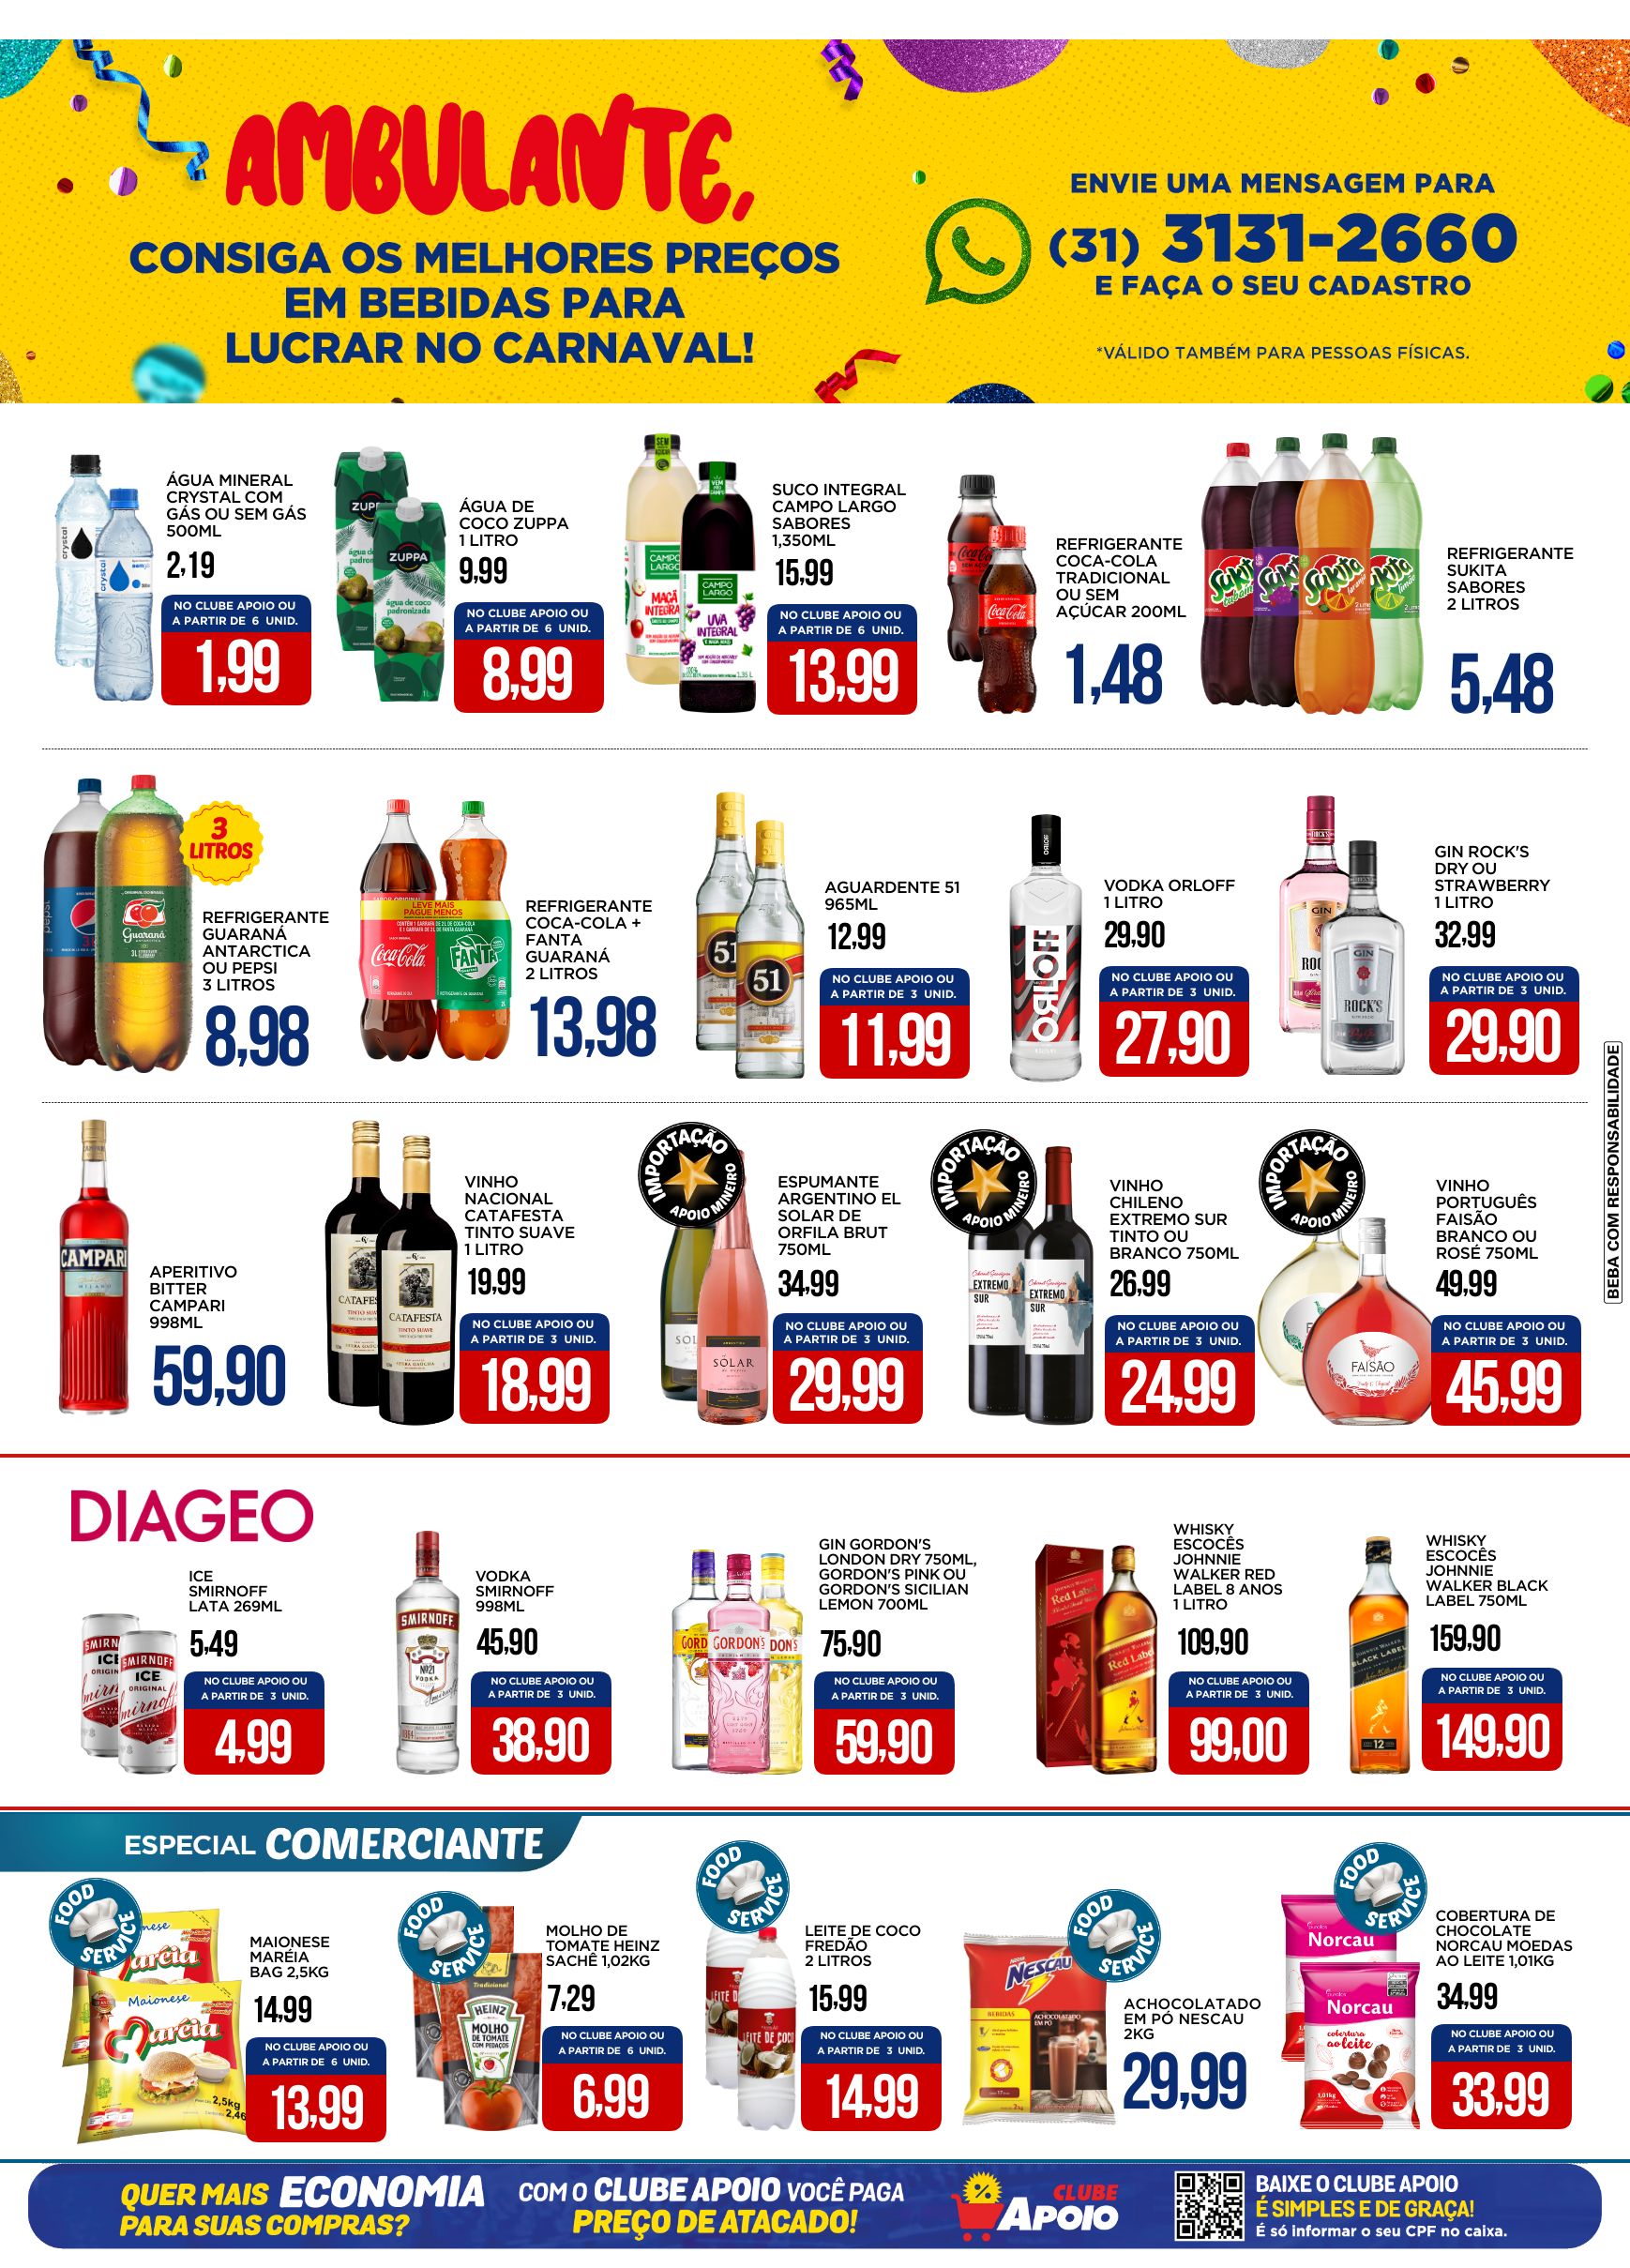 AMBULANTE,
CONSIGA OS MELHORES PREÇOS
EM BEBIDAS PARA
LUCRAR NO CARNAVAL!
ENVIE UMA MENSAGEM PARA
(31) 3131-2660
E FAÇA O SEU CADASTRO
*VÁLIDO TAMBÉM PARA PESSOAS FÍSICAS.
ÁGUA MINERAL
CRYSTAL COM
GÁS OU SEM GÁS
500ML
2,19
NO CLUBE APOIO OU
A PARTIR DE 6 UNID.
1,99
ÁGUA DE
COCO ZUPPA
1 LITRO
9,99
NO CLUBE APOIO OU
A PARTIR DE 6 UNID.
8,99
SUCO INTEGRAL
CAMPO LARGO
SABORES
1,350ML
15,99
NO CLUBE APOIO OU
A PARTIR DE 6 UNID.
13,99
REFRIGERANTE
COCA-COLA
TRADICIONAL
OU SEM
AÇÚCAR 200ML
1,48
REFRIGERANTE
SUKITA
SABORES
2 LITROS
5,48
3
LITROS
REFRIGERANTE
GUARANÁ
ANTARCTICA
OU PEPSI
3 LITROS
8,98
LEVE MAIS
PAGUE MENOS
REFRIGERANTE
COCA-COLA +
FANTA
GUARANÁ
2 LITROS
13,98
AGUARDENTE 51
965ML
12,99
NO CLUBE APOIO OU
A PARTIR DE 3 UNID.
11,99
VODKA ORLOFF
1 LITRO
29,90
NO CLUBE APOIO OU
A PARTIR DE 3 UNID.
27,90
GIN ROCK'S
DRY OU
STRAWBERRY
1 LITRO
32,99
NO CLUBE APOIO OU
A PARTIR DE 3 UNID.
29,90
BEBA COM RESPONSABILIDADE
APERITIVO
BITTER
CAMPARI
998ML
59,90
VINHO
NACIONAL
CATAFESTA
TINTO SUAVE
1 LITRO
19,99
NO CLUBE APOIO OU
A PARTIR DE 3 UNID.
18,99
IMPORTAÇÃO
APOIO MINEIRO
ESPUMANTE
ARGENTINO EL
SOLAR DE
ORFILA BRUT
750ML
34,99
NO CLUBE APOIO OU
A PARTIR DE 3 UNID.
29,99
IMPORTAÇÃO
APOIO MINEIRO
VINHO
CHILENO
EXTREMO SUR
TINTO OU
BRANCO 750ML
26,99
NO CLUBE APOIO OU
A PARTIR DE 3 UNID.
24,99
IMPORTAÇÃO
APOIO MINEIRO
VINHO
PORTUGUÊS
FAISÃO
BRANCO OU
ROSÉ 750ML
49,99
NO CLUBE APOIO OU
A PARTIR DE 3 UNID.
45,99
DIAGEO
ICE
SMIRNOFF
LATA 269ML
5,49
NO CLUBE APOIO OU
A PARTIR DE 3 UNID.
4,99
VODKA
SMIRNOFF
998ML
45,90
NO CLUBE APOIO OU
A PARTIR DE 3 UNID.
38,90
GIN GORDON'S
LONDON DRY 750ML,
GORDON'S PINK OU
GORDON'S SICILIAN
LEMON 700ML
75,90
NO CLUBE APOIO OU
A PARTIR DE 3 UNID.
59,90
WHISKY
ESCOCÊS
JOHNNIE
WALKER RED
LABEL 8 ANOS
1 LITRO
109,90
NO CLUBE APOIO OU
A PARTIR DE 3 UNID.
99,00
WHISKY
ESCOCÊS
JOHNNIE
WALKER BLACK
LABEL 750ML
159,90
NO CLUBE APOIO OU
A PARTIR DE 3 UNID.
149,90
ESPECIAL COMERCIANTE
FOOD
SERVICE
MAIONESE
MARÉIA
BAG 2,5KG
14,99
NO CLUBE APOIO OU
A PARTIR DE 6 UNID.
13,99
FOOD
SERVICE
MOLHO DE
TOMATE HEINZ
SACHÊ 1,02KG
7,29
NO CLUBE APOIO OU
A PARTIR DE 6 UNID.
6,99
FOOD
SERVICE
LEITE DE COCO
FREDÃO
2 LITROS
15,99
NO CLUBE APOIO OU
A PARTIR DE 3 UNID.
14,99
FOOD
SERVICE
ACHOCOLATADO
EM PÓ NESCAU
2KG
29,99
FOOD
SERVICE
COBERTURA DE
CHOCOLATE
NORCAU MOEDAS
AO LEITE 1,01KG
34,99
NO CLUBE APOIO OU
A PARTIR DE 3 UNID.
33,99
QUER MAIS ECONOMIA
PARA SUAS COMPRAS?
COM O CLUBE APOIO VOCÊ PAGA
PREÇO DE ATACADO!
CLUBE
APOIO
BAIXE O CLUBE APOIO
É SIMPLES E DE GRAÇA!
É só informar o seu CPF no caixa.